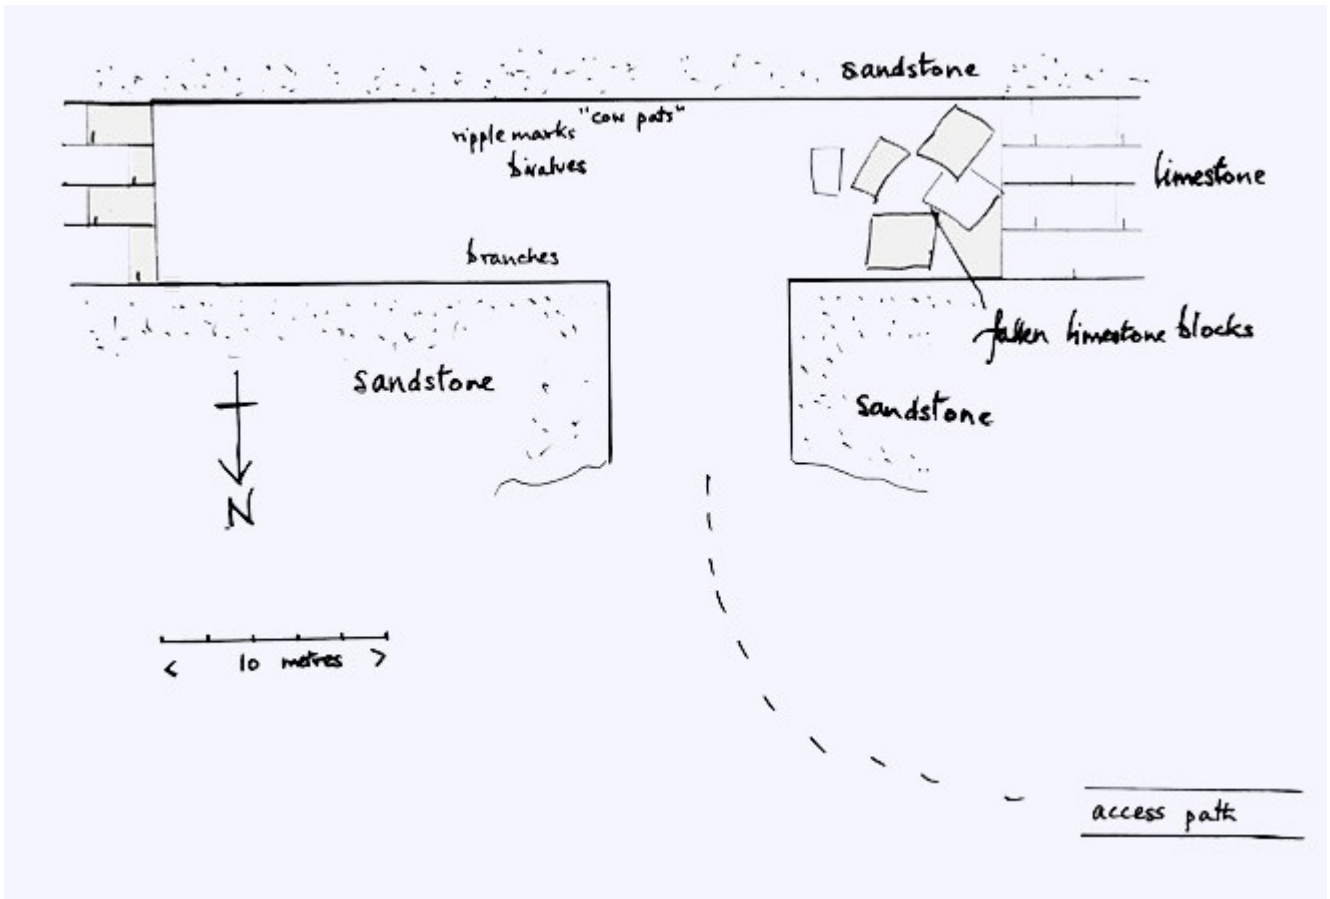 sandstone
"cow pats"
ripple marks
bivalves
limestone
branches
fallen limestone blocks
sandstone
sandstone
N
< 10 metres >
access path